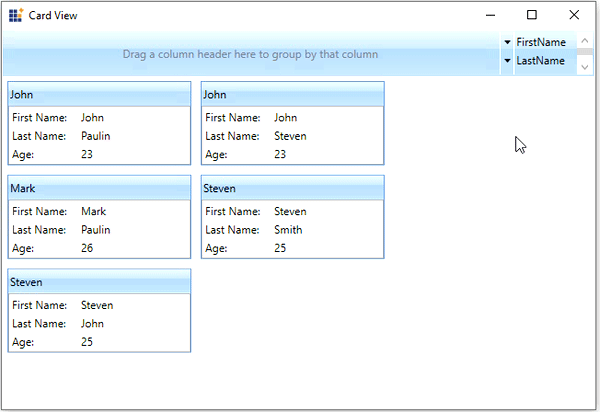 Card View
Drag a column header here to group by that column
FirstName
LastName
John
First Name: John
Last Name: Paulin
Age: 23
John
First Name: John
Last Name: Steven
Age: 23
Mark
First Name: Mark
Last Name: Paulin
Age: 26
Steven
First Name: Steven
Last Name: Smith
Age: 25
Steven
First Name: Steven
Last Name: John
Age: 25